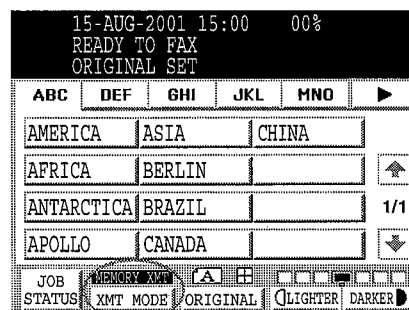 15-AUG-2001 15:00 00%
READY TO FAX
ORIGINAL SET
ABC DEF GHI JKL MNO
AMERICA ASIA CHINA
AFRICA BERLIN
ANTARCTICA BRAZIL 1/1
APOLLO CANADA
JOB STATUS
MEMORY XMT
XMT MODE
A
ORIGINAL
LIGHTER DARKER